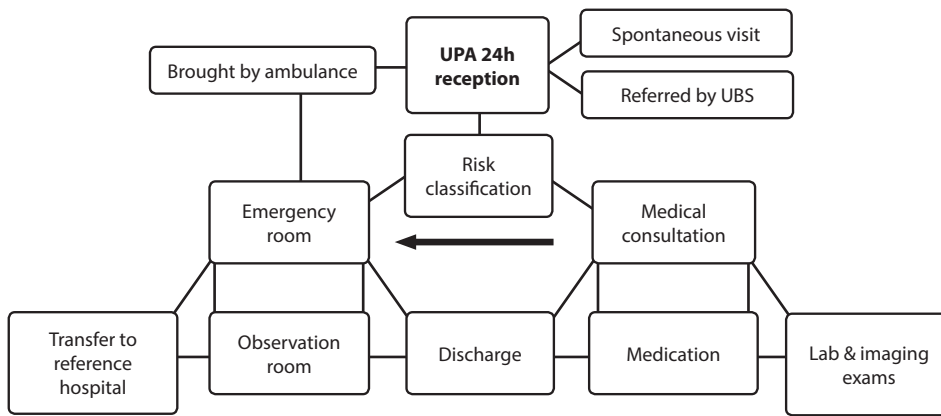 Spontaneous visit
UPA 24h
reception
Brought by ambulance
Referred by UBS
Risk
classification
Emergency
room
Medical
consultation
Transfer to
reference
hospital
Observation
room
Discharge
Medication
Lab & imaging
exams